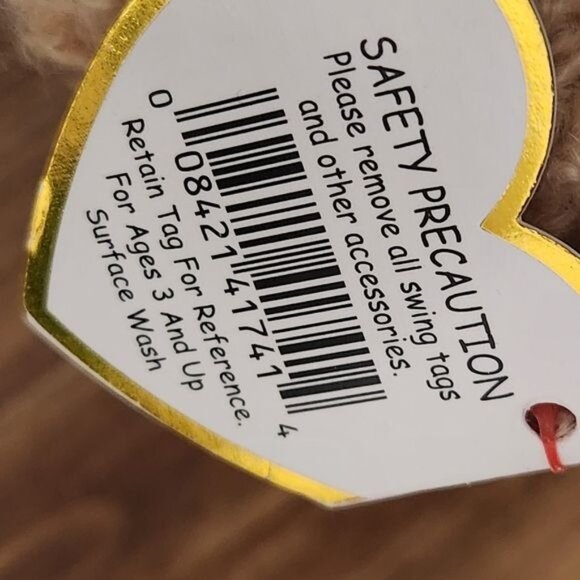 SAFETY PRECAUTION
Please remove all swing tags
and other accessories.
0 08421 41741 4
Retain Tag For Reference.
For Ages 3 And Up
Surface Wash